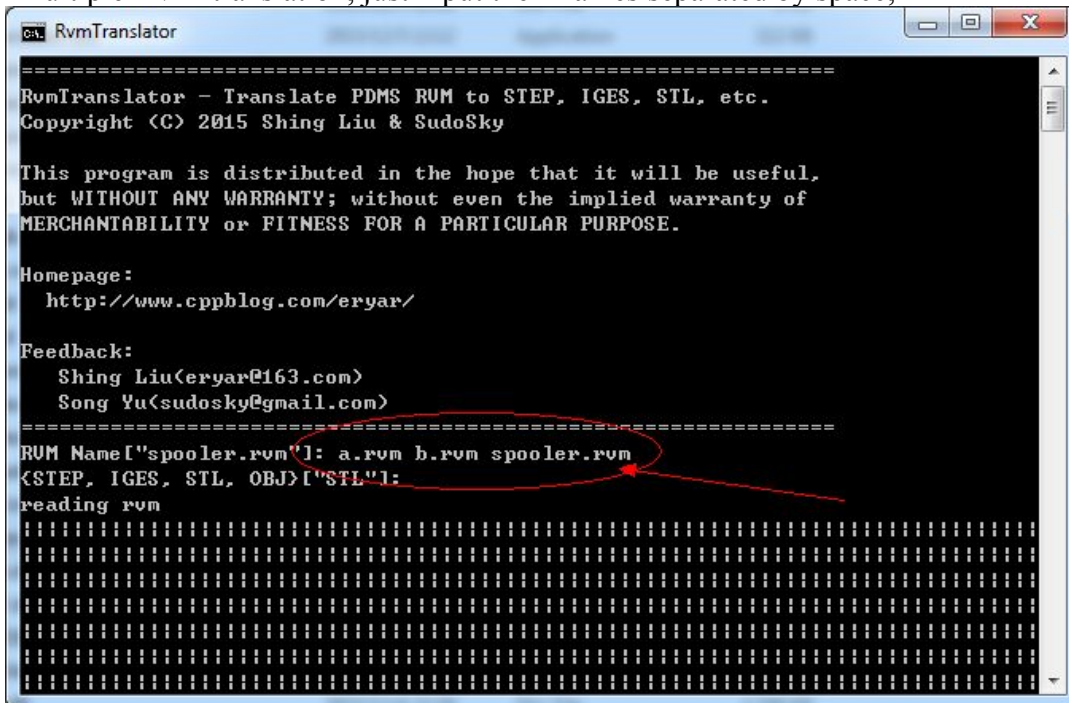 RvmTranslator
===================================================================
RvmTranslator - Translate PDMS RVM to STEP, IGES, STL, etc.
Copyright (C) 2015 Shing Liu & SudoSky
This program is distributed in the hope that it will be useful,
but WITHOUT ANY WARRANTY; without even the implied warranty of
MERCHANTABILITY or FITNESS FOR A PARTICULAR PURPOSE.
Homepage:
http://www.cppblog.com/eryar/
Feedback:
Shing Liu(eryar@163.com)
Song Yu(sudosky@gmail.com)
===================================================================
RVM Name["spooler.rvm"]: a.rvm b.rvm spooler.rvm
{STEP, IGES, STL, OBJ}["STL"]:
reading rvm